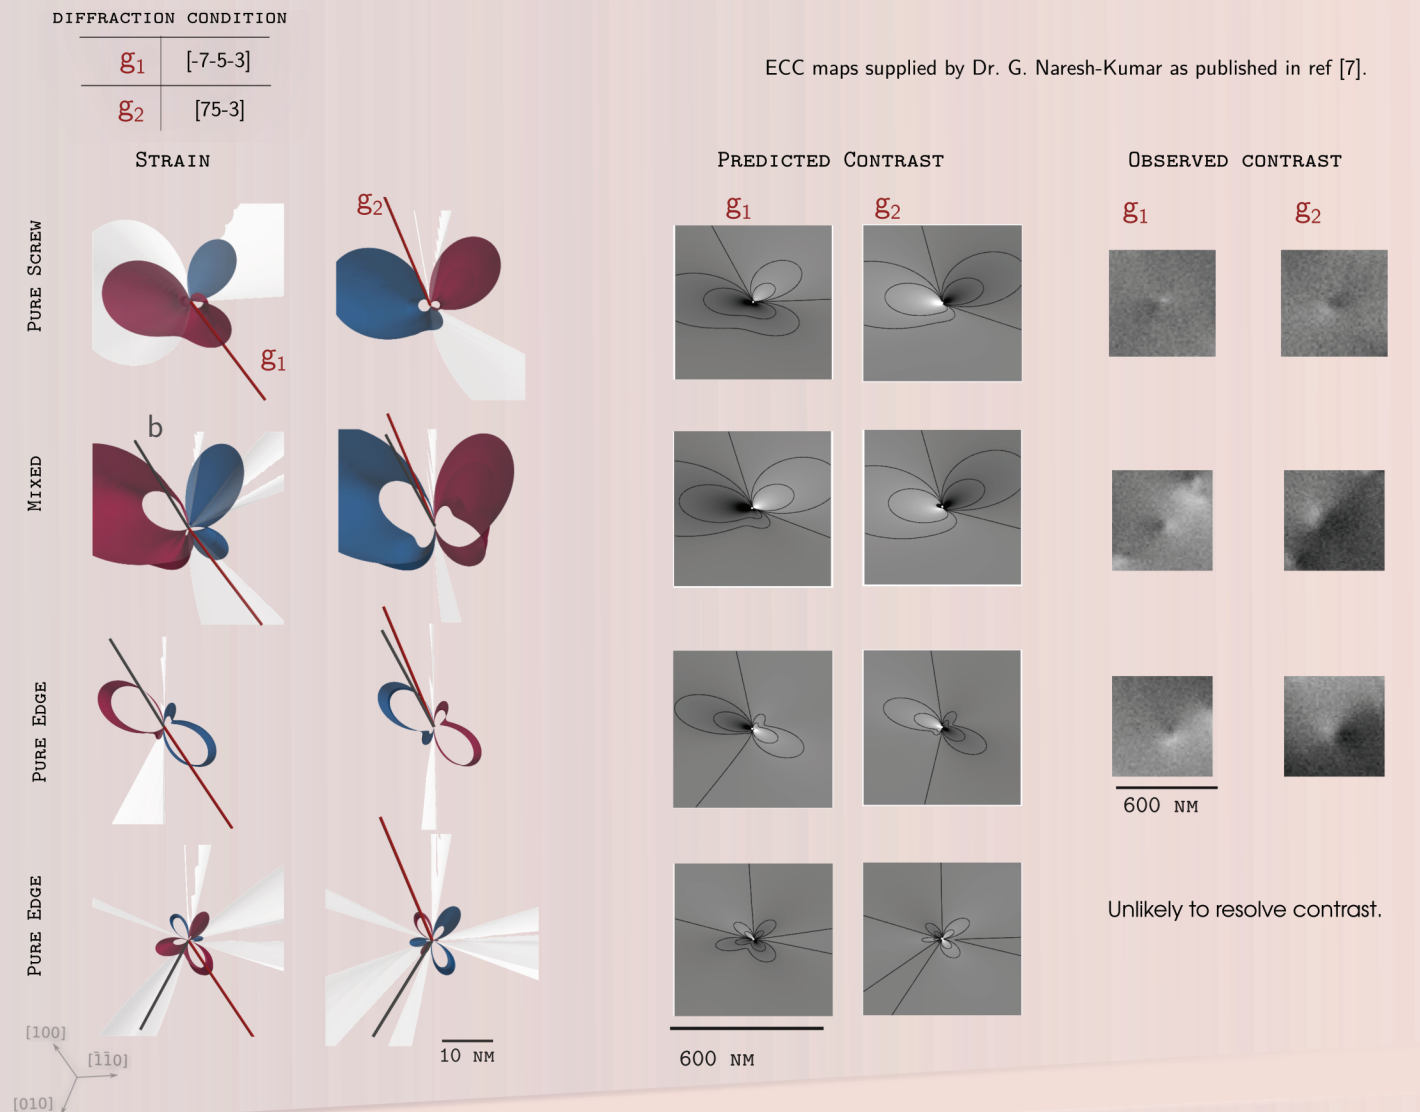 DIFFRACTION CONDITION
g1 [-7-5-3]
g2 [75-3]
ECC maps supplied by Dr. G. Naresh-Kumar as published in ref [7].
STRAIN
PREDICTED CONTRAST
OBSERVED CONTRAST
g1
g2
g1
g2
PURE SCREW
g2
g1
MIXED
b
PURE EDGE
600 NM
PURE EDGE
Unlikely to resolve contrast.
10 NM
600 NM
[100]
[1̅1̅0]
[010]